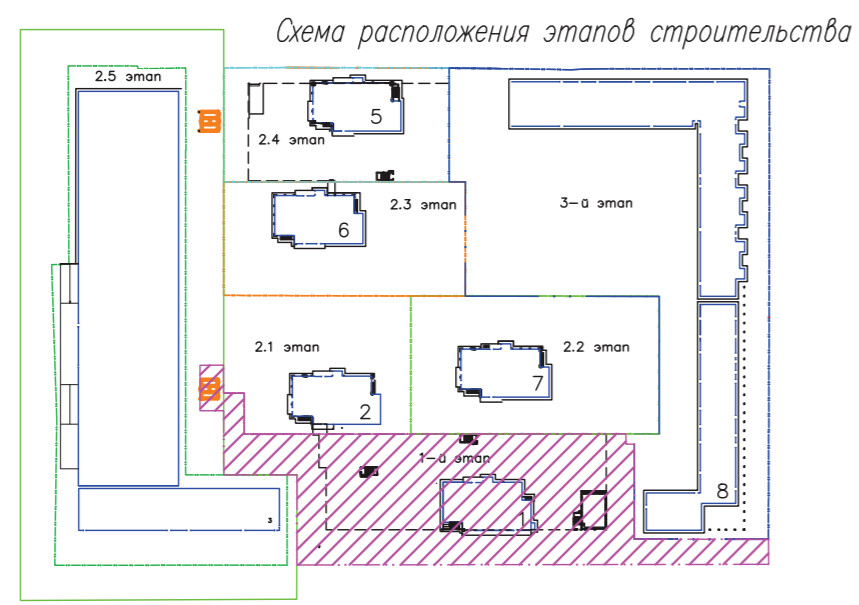 Схема расположения этапов строительства
2.5 этап
5
2.4 этап
2.3 этап
3-й этап
6
2.1 этап
2.2 этап
7
2
1-й этап
8
1
3